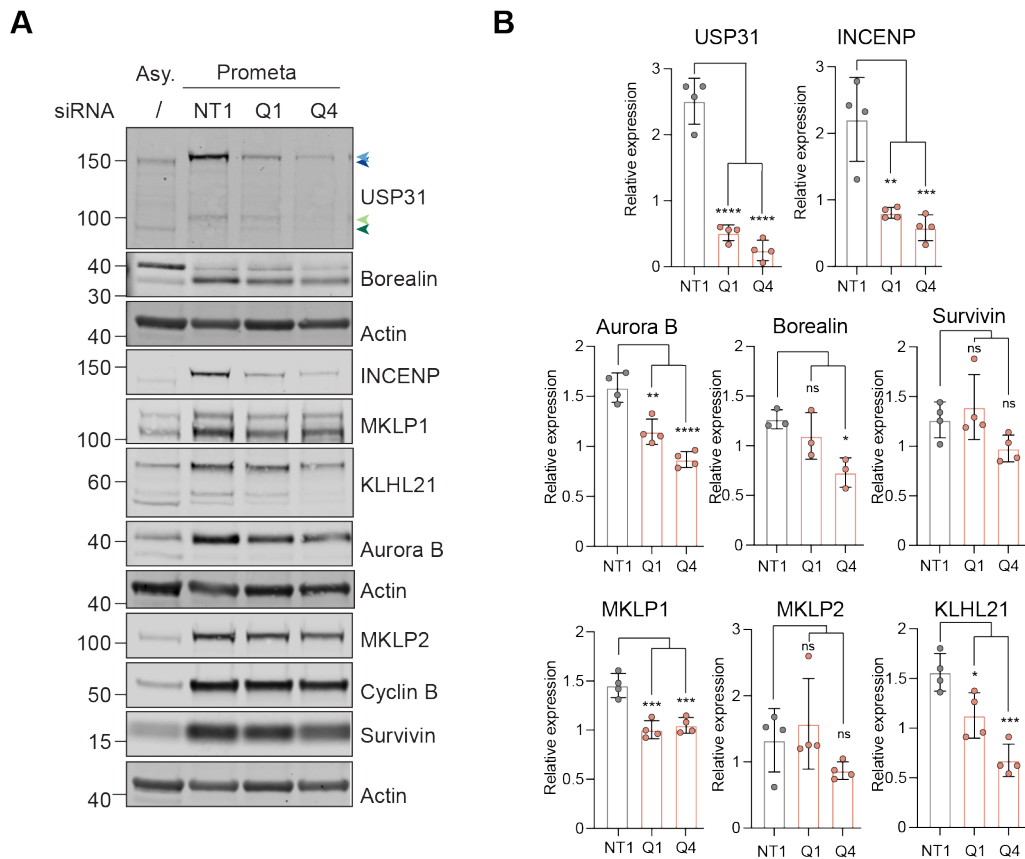 A
Asy.
Prometa
siRNA / NT1 Q1 Q4
150
100
USP31
40
30
Borealin
40
Actin
150
INCENP
100
MKLP1
60
KLHL21
40
Aurora B
40
Actin
100
MKLP2
50
Cyclin B
15
Survivin
40
Actin
B
USP31
Relative expression
3
2
1
0
****
****
NT1 Q1 Q4
INCENP
Relative expression
3
2
1
0
**
***
NT1 Q1 Q4
Aurora B
Relative expression
2
1.5
1
0.5
0
**
****
NT1 Q1 Q4
Borealin
Relative expression
2
1.5
1
0.5
0
ns
*
NT1 Q1 Q4
Survivin
Relative expression
2
1.5
1
0.5
0
ns
ns
NT1 Q1 Q4
MKLP1
Relative expression
2
1.5
1
0.5
0
***
***
NT1 Q1 Q4
MKLP2
Relative expression
3
2
1
0
ns
ns
NT1 Q1 Q4
KLHL21
Relative expression
2
1.5
1
0.5
0
*
***
NT1 Q1 Q4